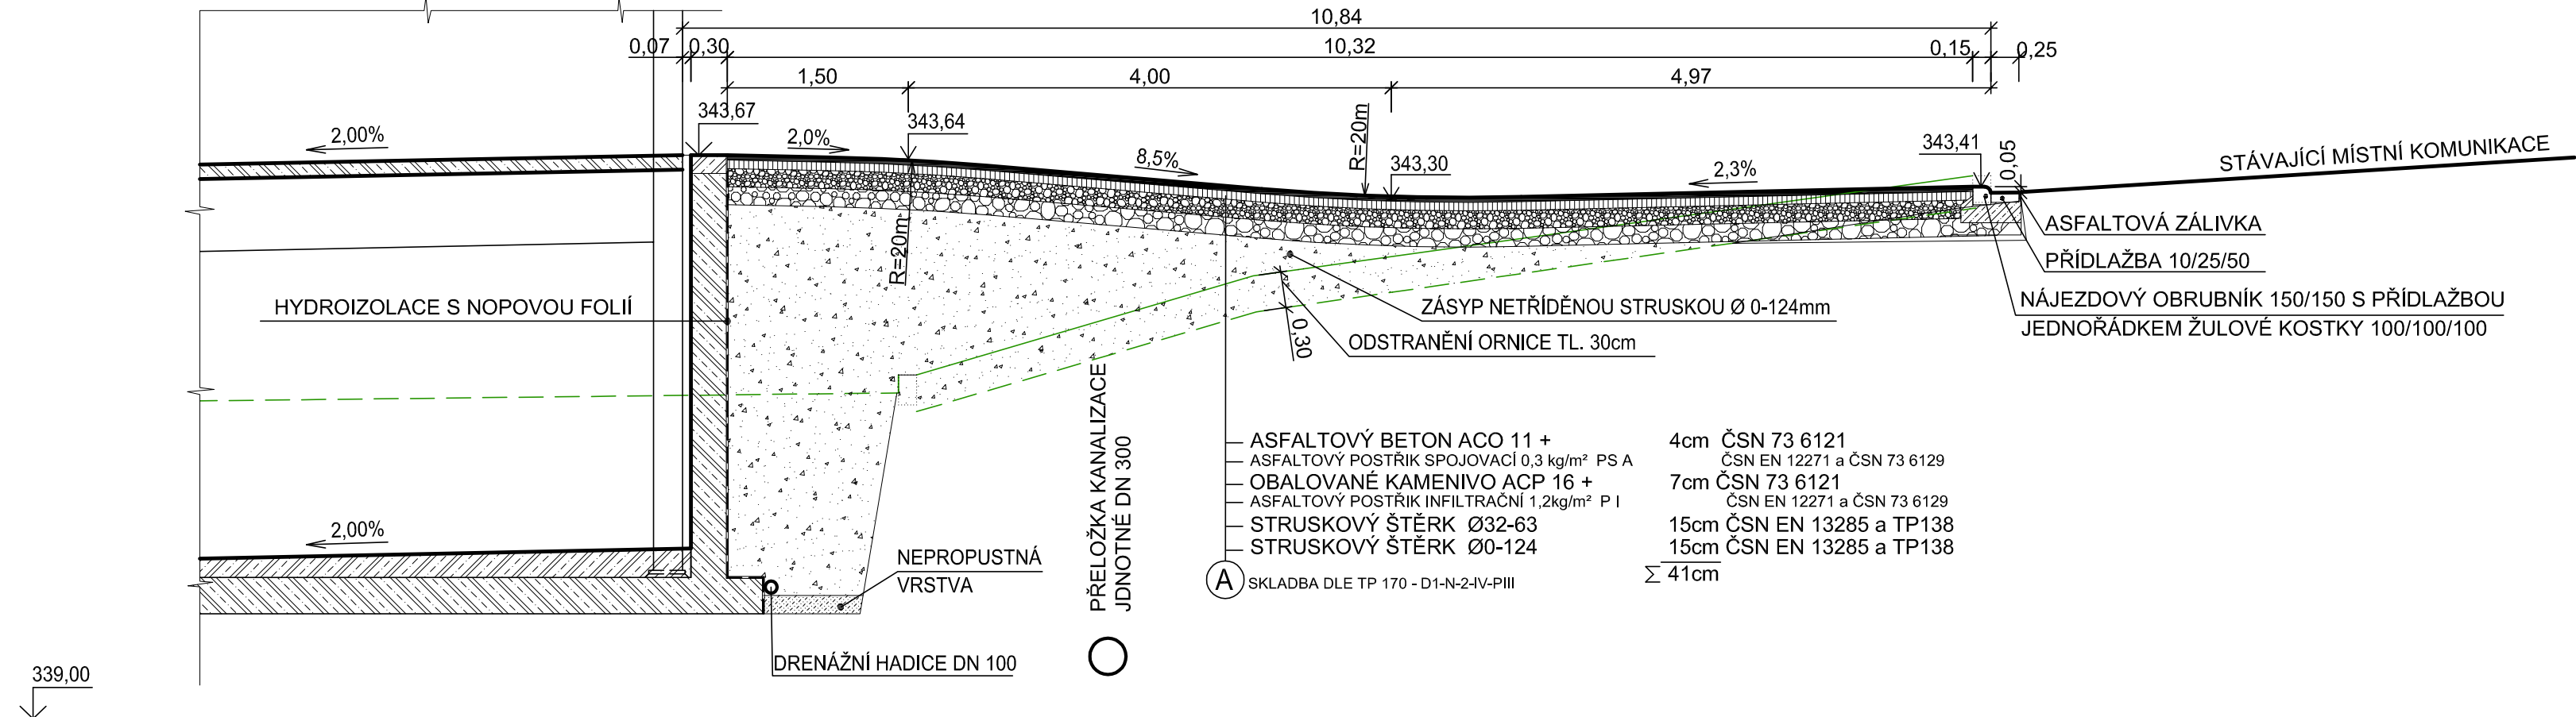 10,84
0,07 0,30 10,32 0,15 0,25
1,50 4,00 4,97
343,67
343,64
2,00%
2,0%
8,5%
R=20m
343,30
2,3%
343,41
0,05
STÁVAJÍCÍ MÍSTNÍ KOMUNIKACE
R=20m
ASFALTOVÁ ZÁLIVKA
PŘÍDLAŽBA 10/25/50
NÁJEZDOVÝ OBRUBNÍK 150/150 S PŘÍDLAŽBOU
JEDNOŘÁDKEM ŽULOVÉ KOSTKY 100/100/100
HYDROIZOLACE S NOPOVOU FOLIÍ
ZÁSYP NETŘÍDĚNOU STRUSKOU Ø 0-124mm
ODSTRANĚNÍ ORNICE TL. 30cm
0,30
PŘELOŽKA KANALIZACE
JDNOTNÉ DN 300
ASFALTOVÝ BETON ACO 11 + 4cm ČSN 73 6121
ASFALTOVÝ POSTŘIK SPOJOVACÍ 0,3 kg/m² PS A ČSN EN 12271 a ČSN 73 6129
OBALOVANÉ KAMENIVO ACP 16 + 7cm ČSN 73 6121
ASFALTOVÝ POSTŘIK INFILTRAČNÍ 1,2kg/m² P I ČSN EN 12271 a ČSN 73 6129
STRUSKOVÝ ŠTĚRK Ø32-63 15cm ČSN EN 13285 a TP138
STRUSKOVÝ ŠTĚRK Ø0-124 15cm ČSN EN 13285 a TP138
Σ 41cm
A SKLADBA DLE TP 170 - D1-N-2-IV-PIII
2,00%
NEPROPUSTNÁ
VRSTVA
DRENÁŽNÍ HADICE DN 100
339,00